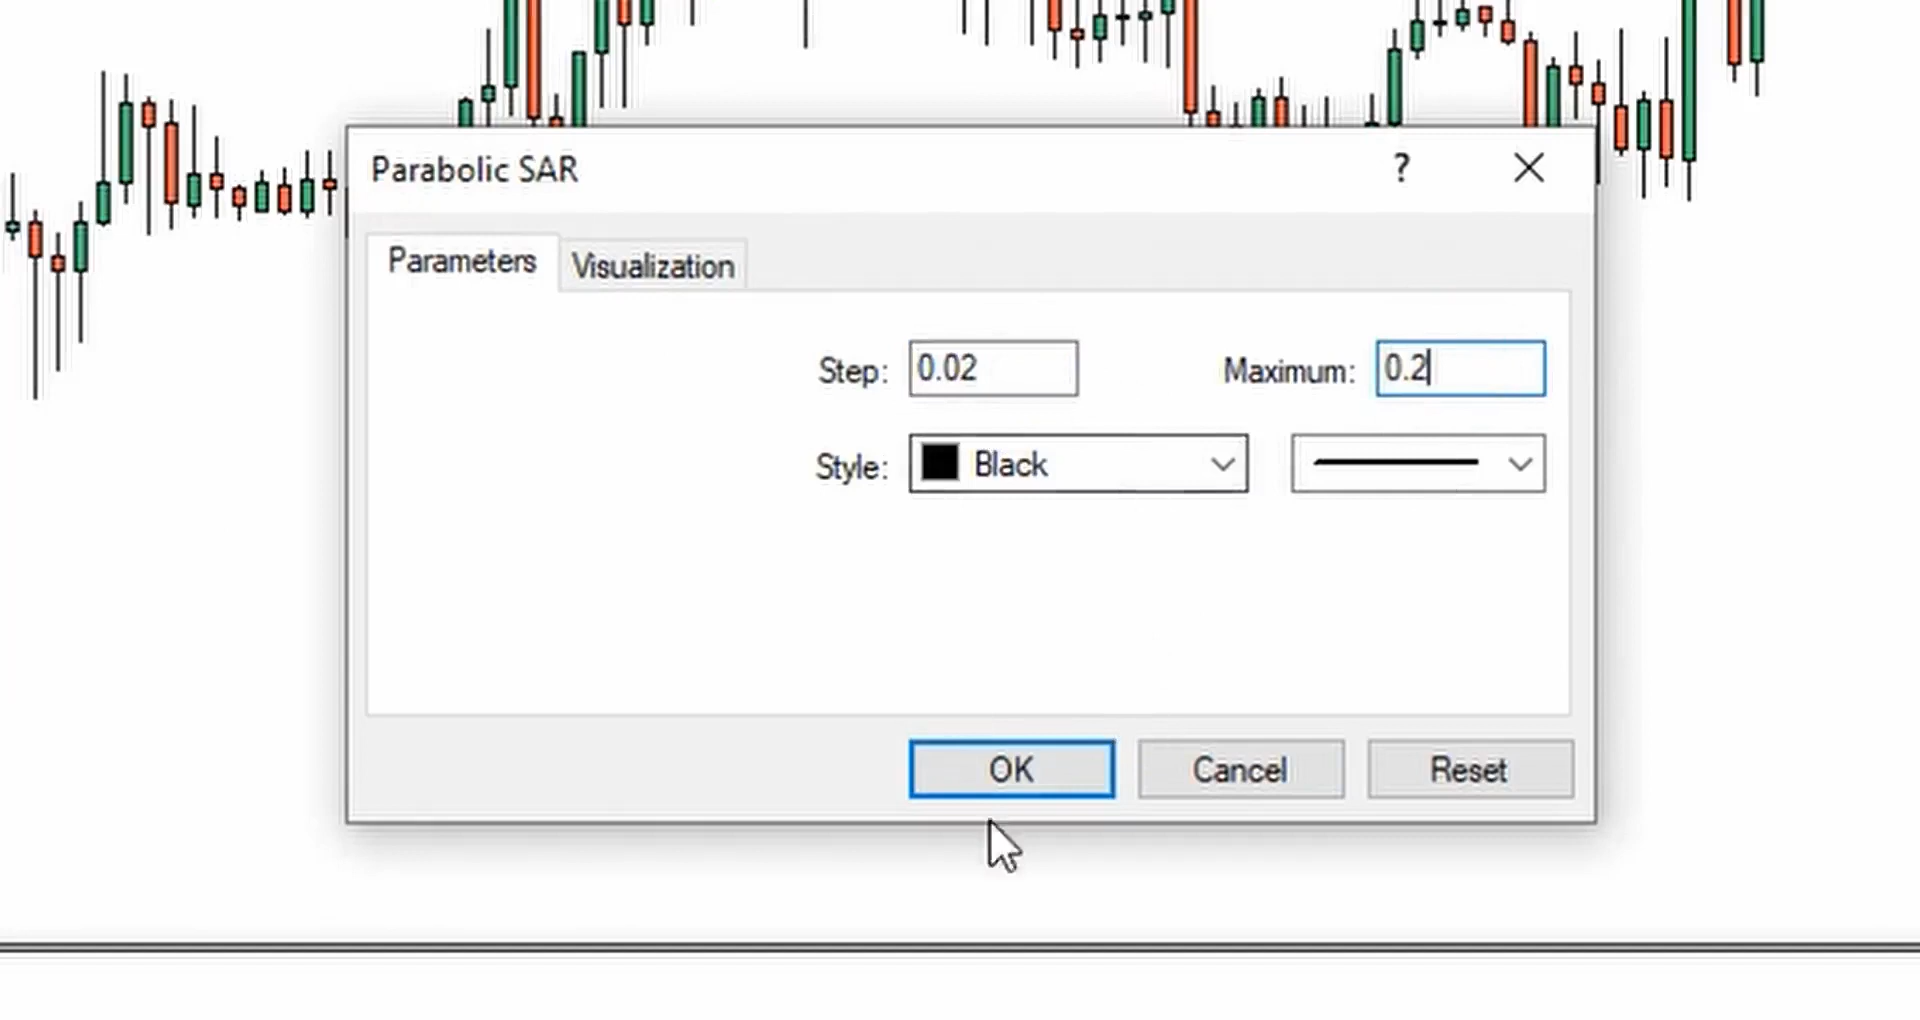 Parabolic SAR ?
Parameters Visualization
Step: 0.02 Maximum: 0.2
Style: Black
OK Cancel Reset